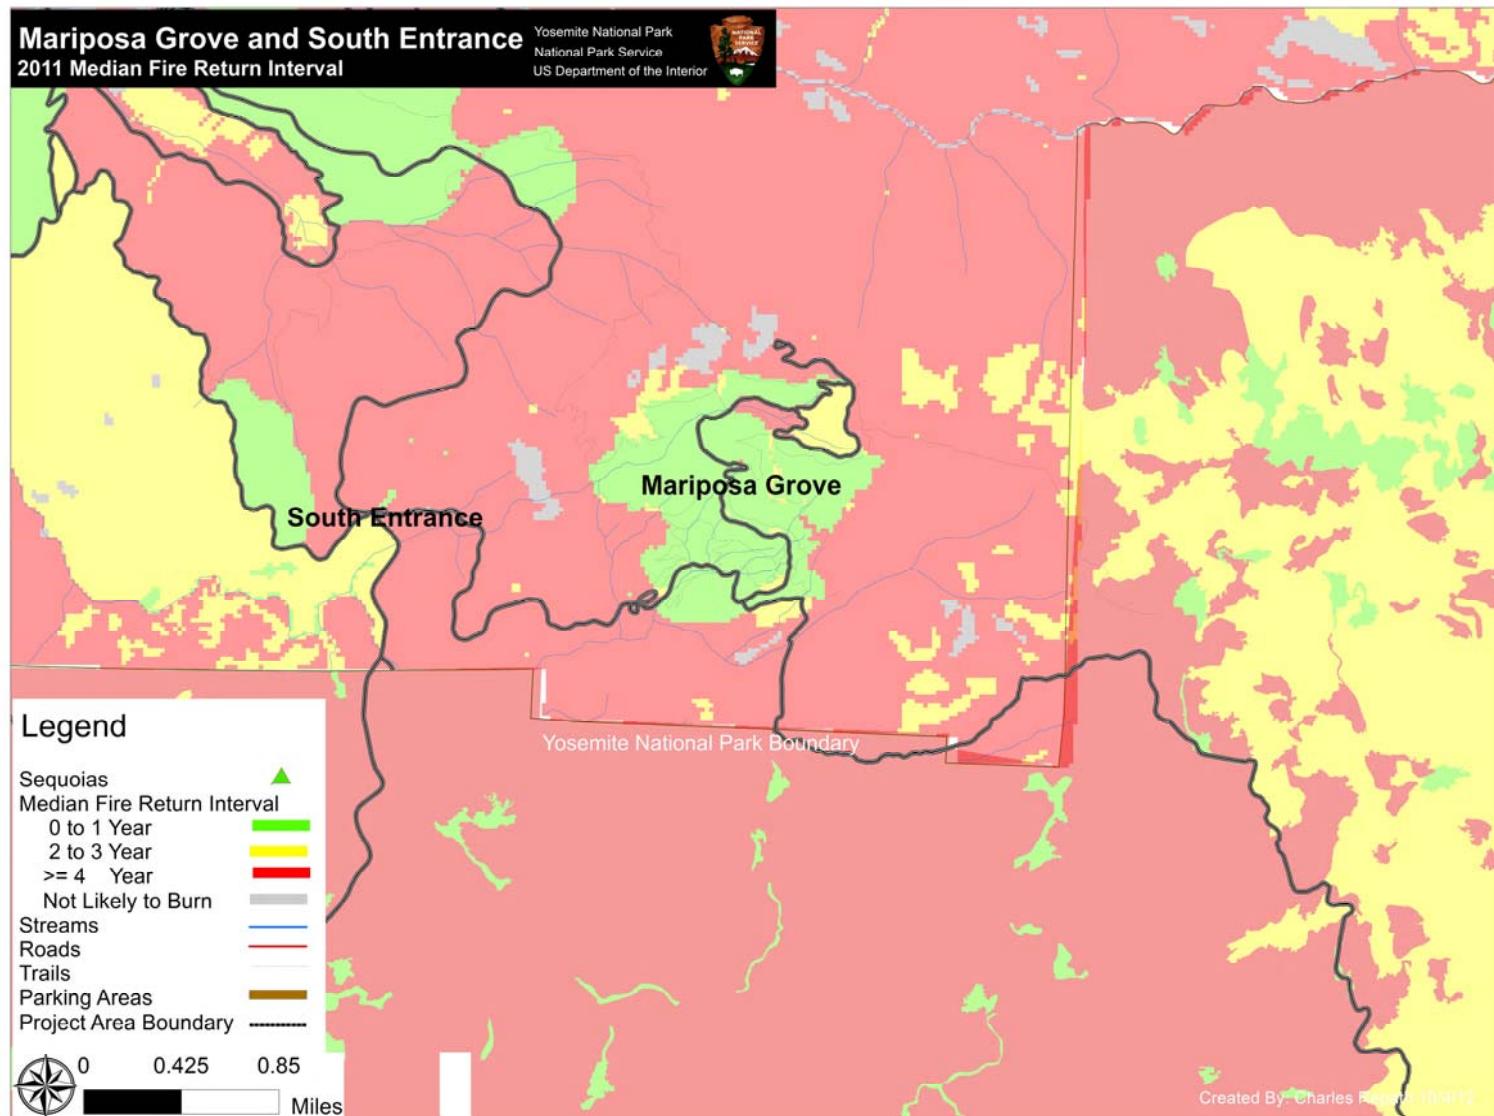 Mariposa Grove and South Entrance
2011 Median Fire Return Interval
Yosemite National Park
National Park Service
US Department of the Interior
NATIONAL
PARK
SERVICE
Mariposa Grove
South Entrance
Yosemite National Park Boundary
Legend
Sequoias
Median Fire Return Interval
0 to 1 Year
2 to 3 Year
>= 4 Year
Not Likely to Burn
Streams
Roads
Trails
Parking Areas
Project Area Boundary
0 0.425 0.85
Miles
Created By: Charles